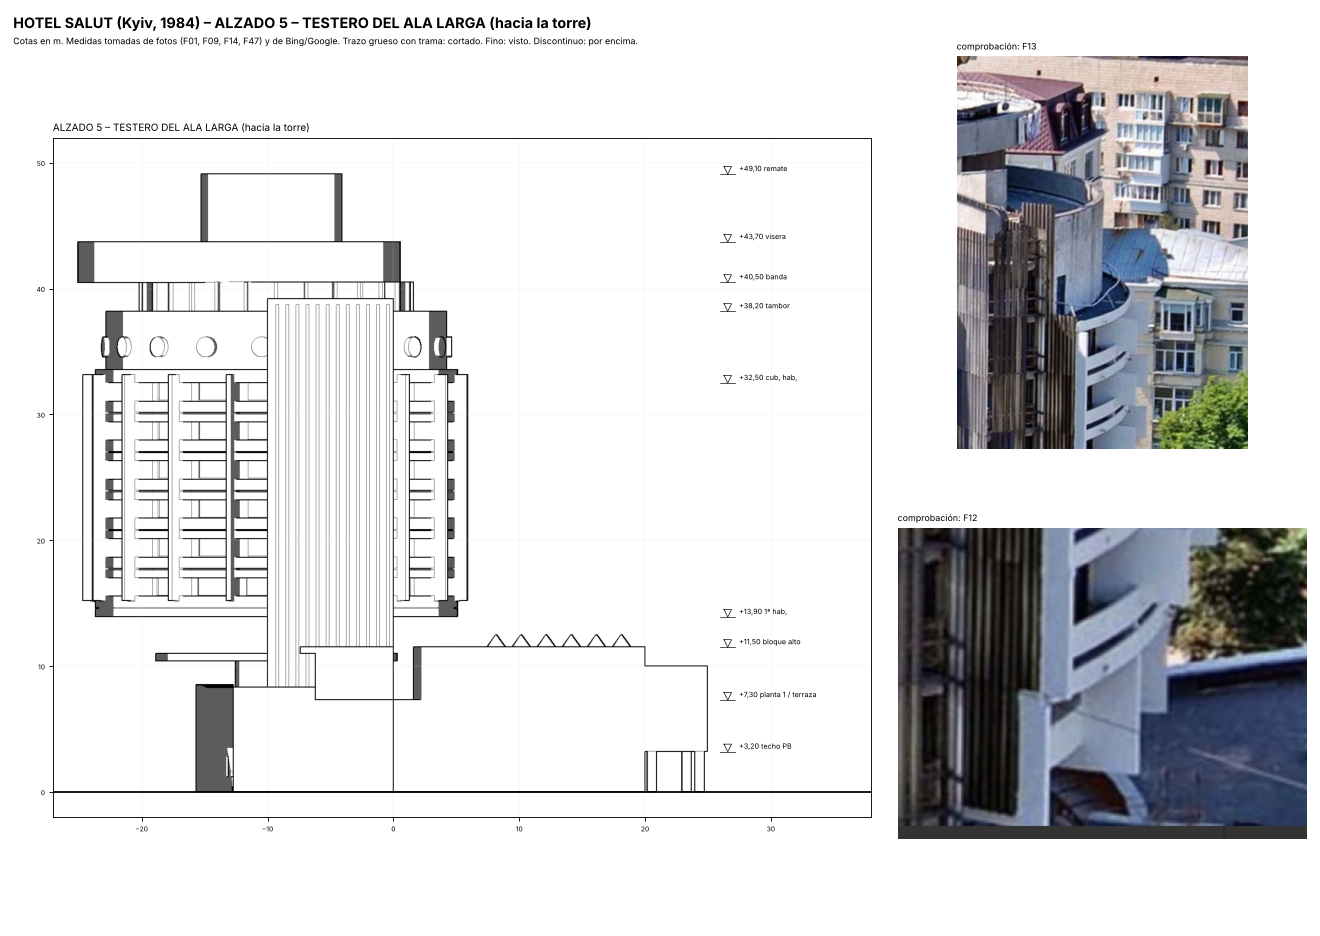 HOTEL SALUT (Kyiv, 1984) – ALZADO 5 – TESTERO DEL ALA LARGA (hacia la torre)
Cotas en m. Medidas tomadas de fotos (F01, F09, F14, F47) y de Bing/Google. Trazo grueso con trama: cortado. Fino: visto. Discontinuo: por encima.
comprobación: F13
ALZADO 5 – TESTERO DEL ALA LARGA (hacia la torre)
50
+49,10 remate
+43,70 visera
+40,50 banda
40
+38,20 tambor
+32,50 cub, hab,
30
20
+13,90 1ª hab,
+11,50 bloque alto
10
+7,30 planta 1 / terraza
+3,20 techo PB
0
−20
−10
0
10
20
30
comprobación: F12